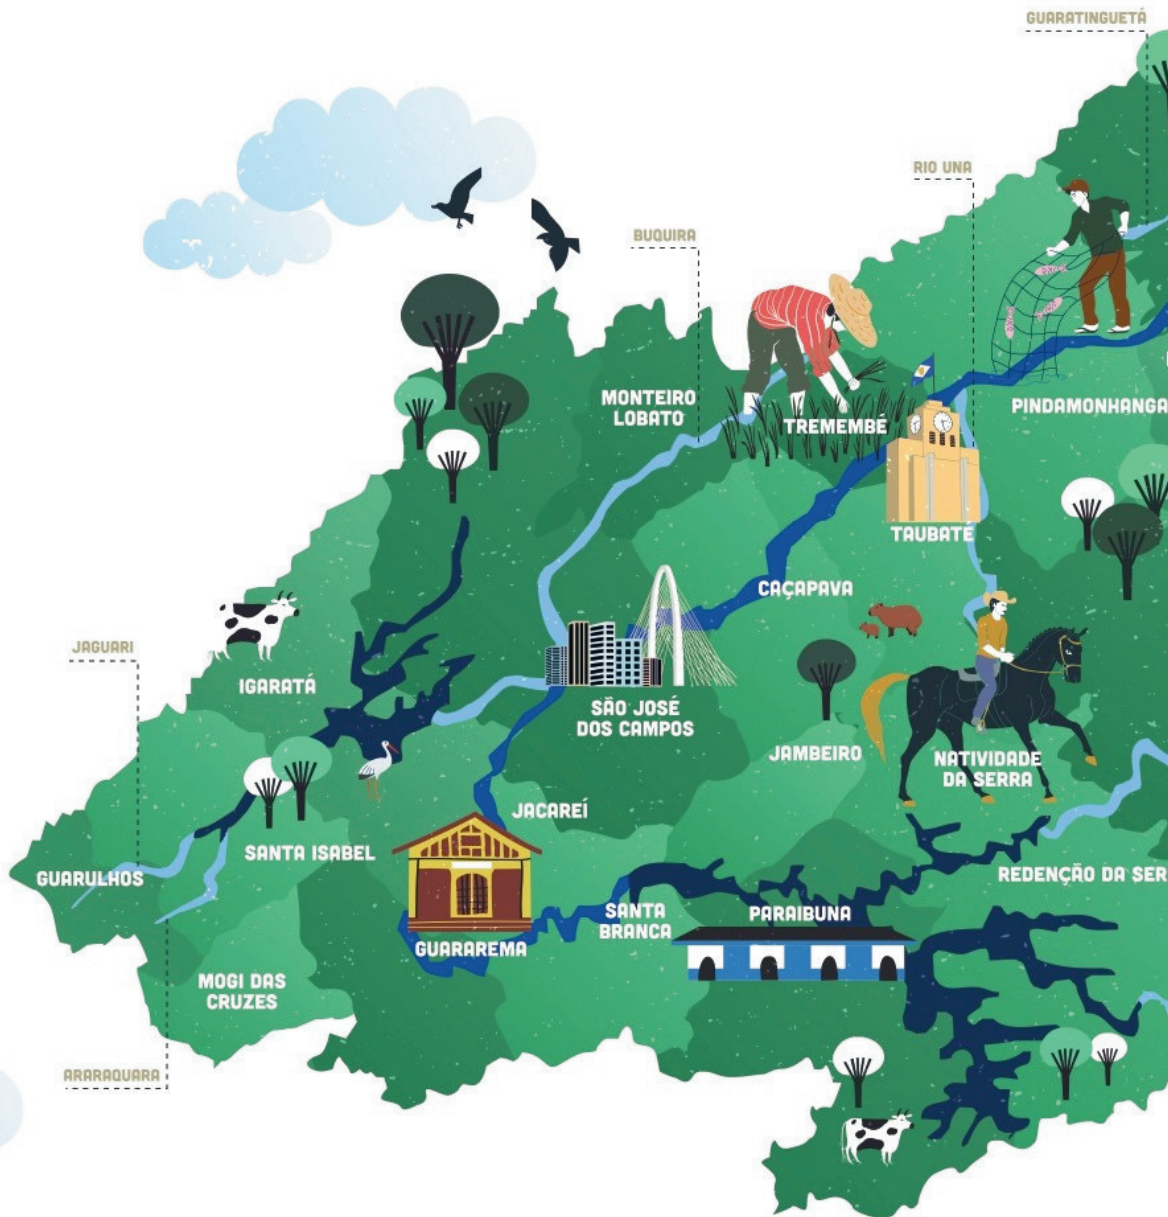 GUARATINGUETÁ
RIO UNA
BUQUIRA
MONTEIRO
LOBATO
TREMEMBÉ
PINDAMONHANGA
TAUBATÉ
CAÇAPAVA
JAGUARI
IGARATÁ
SÃO JOSÉ
DOS CAMPOS
JAMBEIRO
NATIVIDADE
DA SERRA
JACAREÍ
SANTA ISABEL
GUARULHOS
REDENÇÃO DA SER
SANTA
BRANCA
PARAIBUNA
GUARAREMA
MOGI DAS
CRUZES
ARARAQUARA